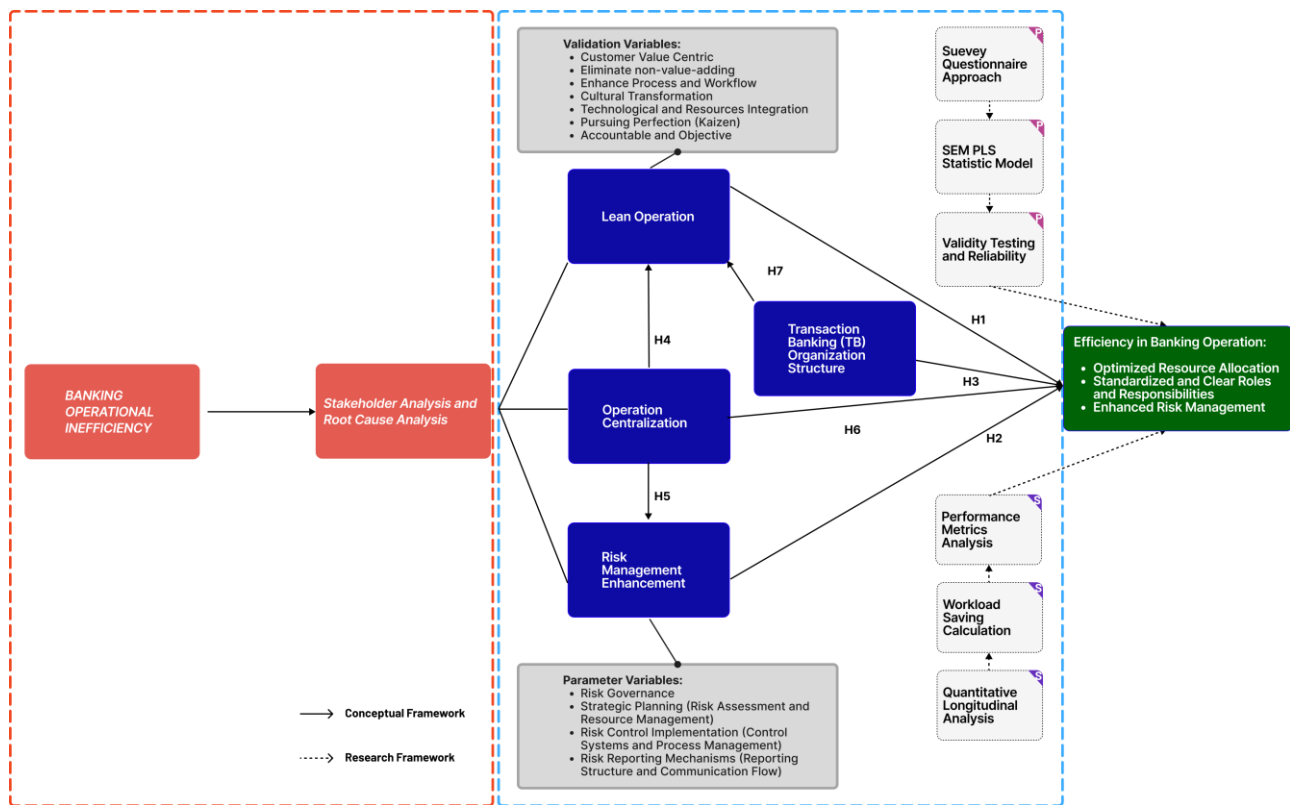 Validation Variables:
• Customer Value Centric
• Eliminate non-value-adding
• Enhance Process and Workflow
• Cultural Transformation
• Technological and Resources Integration
• Pursuing Perfection (Kaizen)
• Accountable and Objective
P
Suevey
Questionnaire
Approach
P
SEM PLS
Statistic Model
P
Validity Testing
and Reliability
Lean Operation
H7
H1
Transaction
Banking (TB)
Organization
Structure
H4
H3
Efficiency in Banking Operation:
• Optimized Resource Allocation
• Standardized and Clear Roles
and Responsibilities
• Enhanced Risk Management
BANKING
OPERATIONAL
INEFFICIENCY
Stakeholder Analysis and
Root Cause Analysis
Operation
Centralization
H6
H2
H5
Risk
Management
Enhancement
S
Performance
Metrics
Analysis
S
Workload
Saving
Calculation
S
Quantitative
Longitudinal
Analysis
Parameter Variables:
• Risk Governance
• Strategic Planning (Risk Assessment and
Resource Management)
• Risk Control Implementation (Control
Systems and Process Management)
• Risk Reporting Mechanisms (Reporting
Structure and Communication Flow)
Conceptual Framework
Research Framework